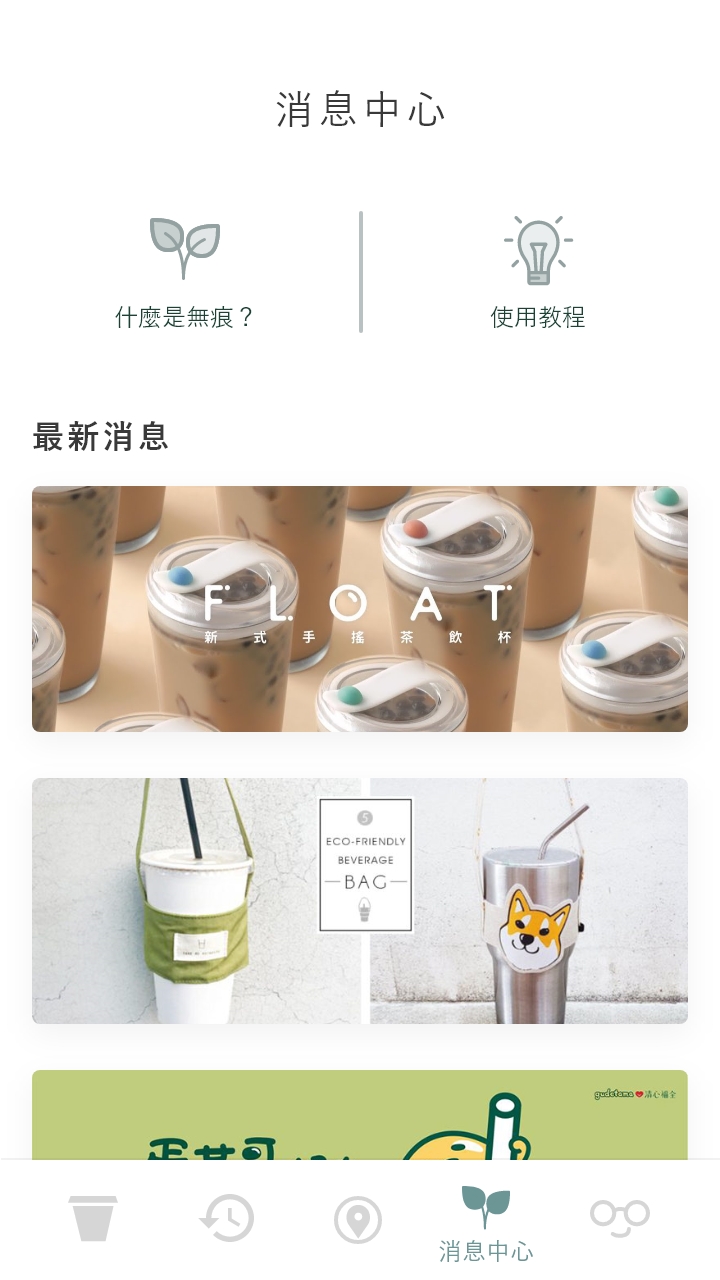 消息中心
什麼是無痕？
使用教程
最新消息
FLOAT
新式手搖茶飲杯
5
ECO-FRIENDLY
BEVERAGE
BAG
gudetama 清心福全
消息中心